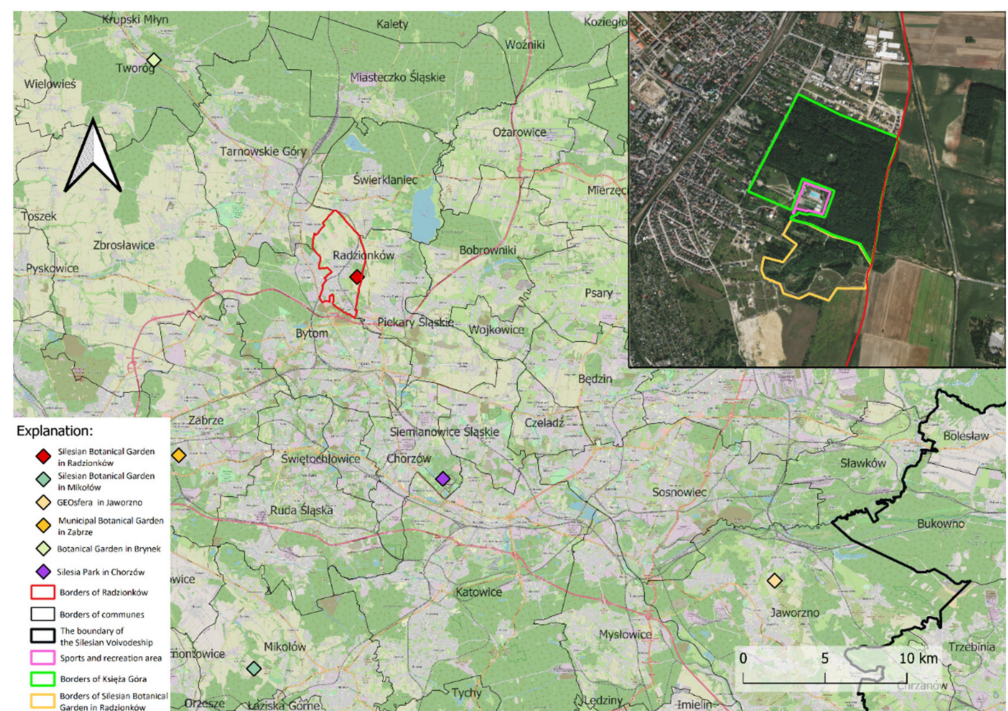 Krupski Młyn
Kalety
Koziegło
Woźniki
Tworóg
Wielowieś
Miasteczko Śląskie
Ożarowice
Tarnowskie Góry
Świerklaniec
Mierzęc
Toszek
Zbrosławice
Radzionków
Bobrowniki
Pyskowice
Psary
Piekary Śląskie
Wojkowice
Bytom
Będzin
Zabrze
Siemianowice Śląskie
Czeladź
Bolesław
Świętochłowice
Chorzów
Sławków
Sosnowiec
Ruda Śląska
Bukowno
Katowice
Jaworzno
Mysłowice
Mikołów
Trzebinia
Chrzanów
Tychy
Lędziny
Imielin
Orzesze
Łaziska Górne
owice
montowice
Explanation:
Silesian Botanical Garden
in Radzionków
Silesian Botanical Garden
in Mikołów
GEOsfera in Jaworzno
Municipal Botanical Garden
in Zabrze
Botanical Garden in Brynek
Silesia Park in Chorzów
Borders of Radzionków
Borders of communes
The boundary of
the Silesian Voivodeship
Sports and recreation area
Borders of Księża Góra
Borders of Silesian Botanical
Garden in Radzionków
0 5 10 km